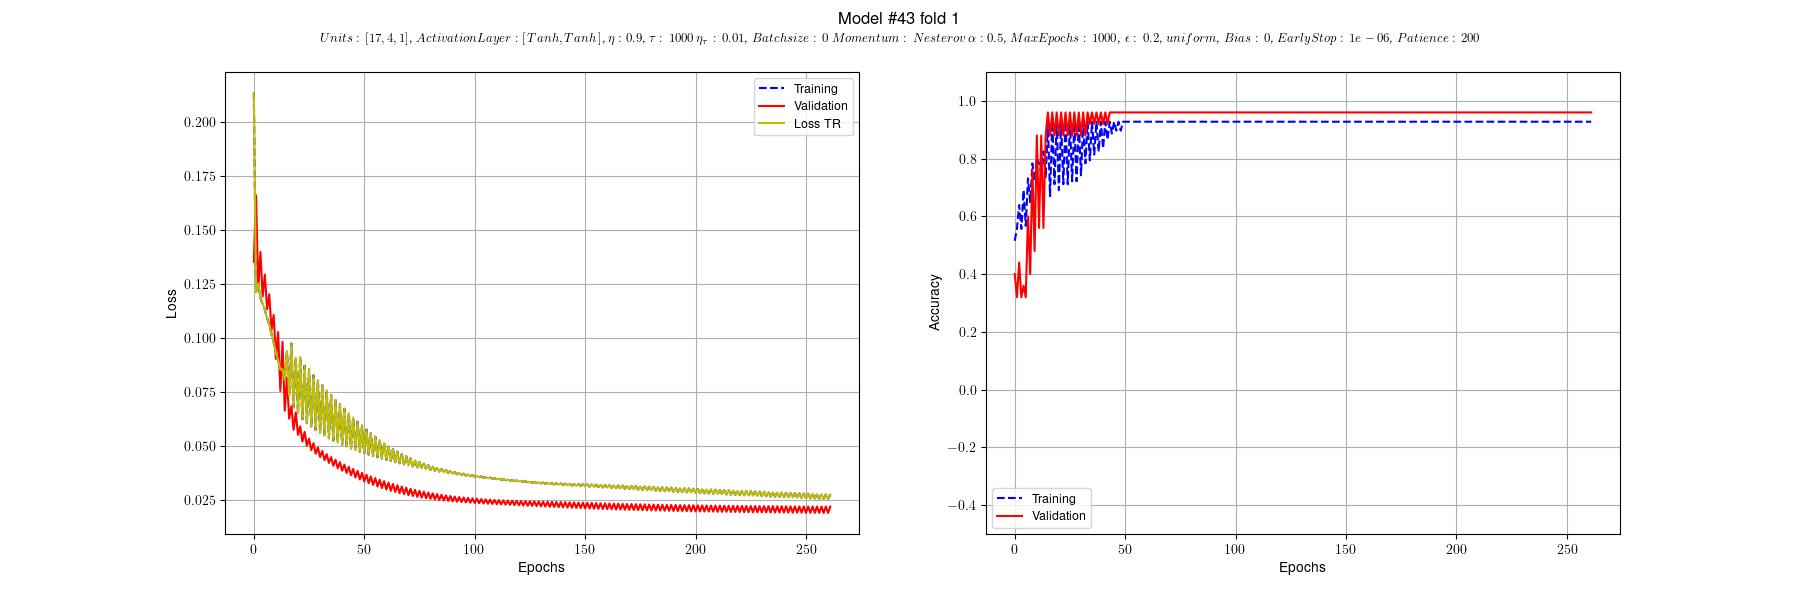 Model #43 fold 1
Units : [17, 4, 1], ActivationLayer : [Tanh, Tanh], η : 0.9, τ : 1000 η_τ : 0.01, Batchsize : 0 Momentum : Nesterov α : 0.5, MaxEpochs : 1000, ϵ : 0.2, uniform, Bias : 0, EarlyStop : 1e − 06, Patience : 200
Training
Validation
Loss TR
0.200
0.175
0.150
0.125
0.100
0.075
0.050
0.025
Loss
0 50 100 150 200 250
Epochs
1.0
0.8
0.6
0.4
0.2
0.0
−0.2
−0.4
Accuracy
Training
Validation
0 50 100 150 200 250
Epochs